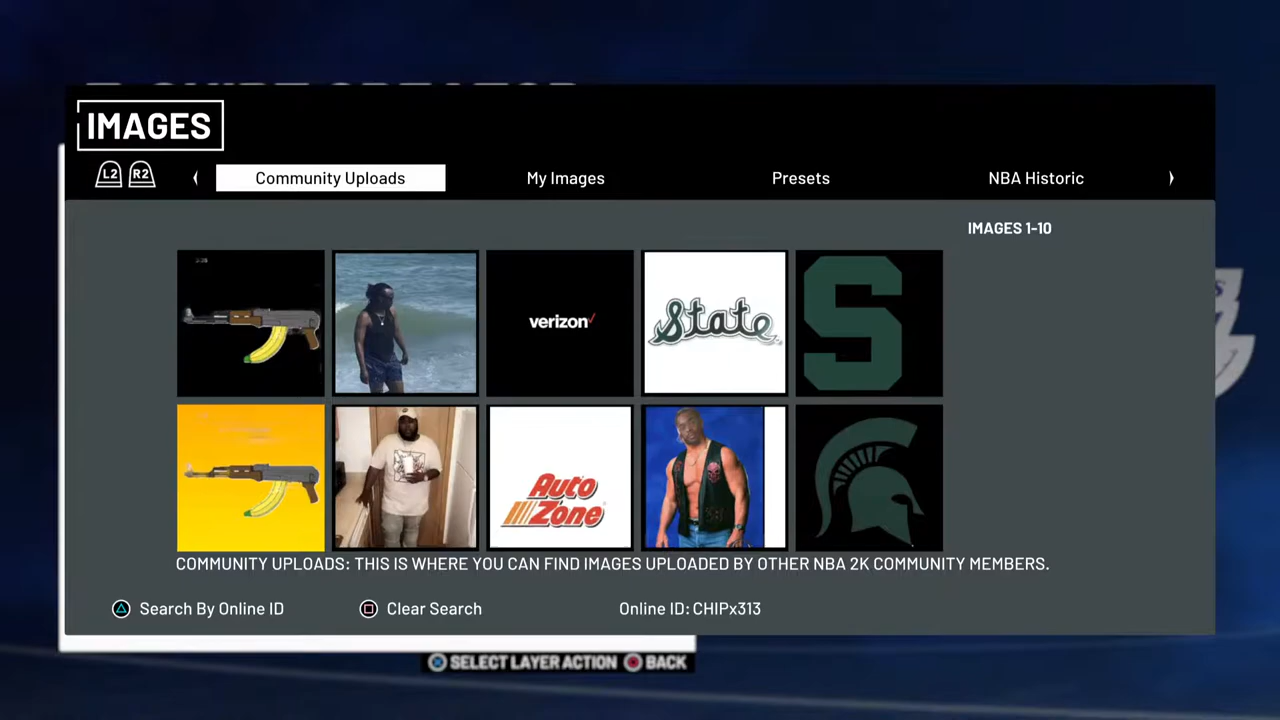 IMAGES
L2 R2
Community Uploads
My Images
Presets
NBA Historic
IMAGES 1-10
verizon
State
S
Auto
Zone
COMMUNITY UPLOADS: THIS IS WHERE YOU CAN FIND IMAGES UPLOADED BY OTHER NBA 2K COMMUNITY MEMBERS.
Search By Online ID
Clear Search
Online ID: CHIPx313
SELECT LAYER ACTION BACK